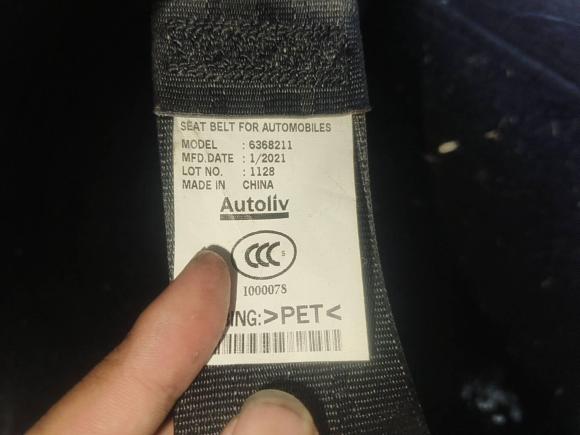 SEAT BELT FOR AUTOMOBILES
MODEL : 6368211
MFD.DATE : 1/2021
LOT NO. : 1128
MADE IN CHINA
Autoliv
CCC S
I000078
>PET<